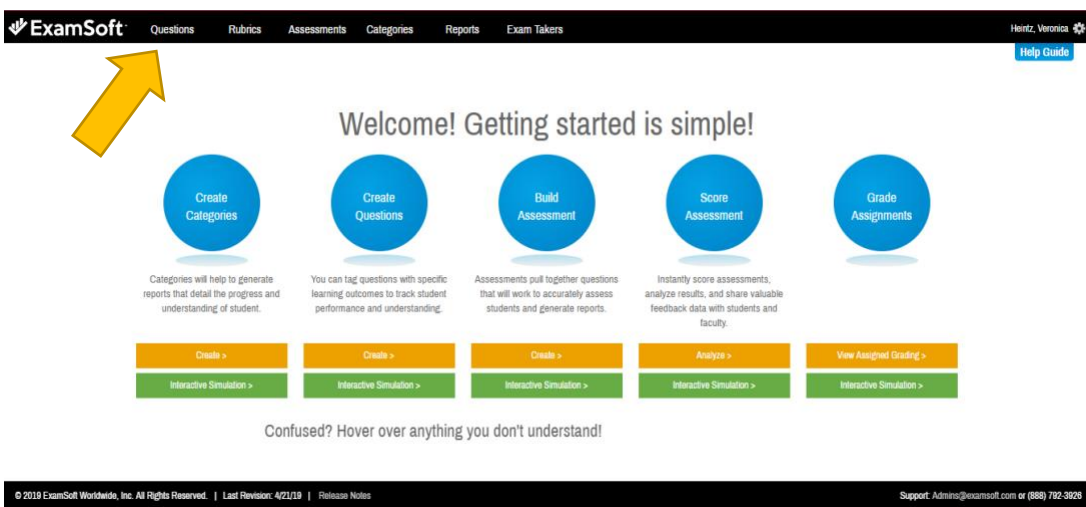 ExamSoft Questions Rubrics Assessments Categories Reports Exam Takers Heintz, Veronica
Help Guide
Welcome! Getting started is simple!
Create
Categories
Create
Questions
Build
Assessment
Score
Assessment
Grade
Assignments
Categories will help to generate
reports that detail the progress and
understanding of student.
You can tag questions with specific
learning outcomes to track student
performance and understanding.
Assessments pull together questions
that will work to accurately assess
students and generate reports.
Instantly score assessments,
analyze results, and share valuable
feedback data with students and
faculty.
Create > Create > Create > Analyze > View Assigned Grading >
Interactive Simulation > Interactive Simulation > Interactive Simulation > Interactive Simulation > Interactive Simulation >
Confused? Hover over anything you don't understand!
© 2019 ExamSoft Worldwide, Inc. All Rights Reserved. | Last Revision: 4/21/19 | Release Notes Support: Admins@examsoft.com or (888) 792-3926